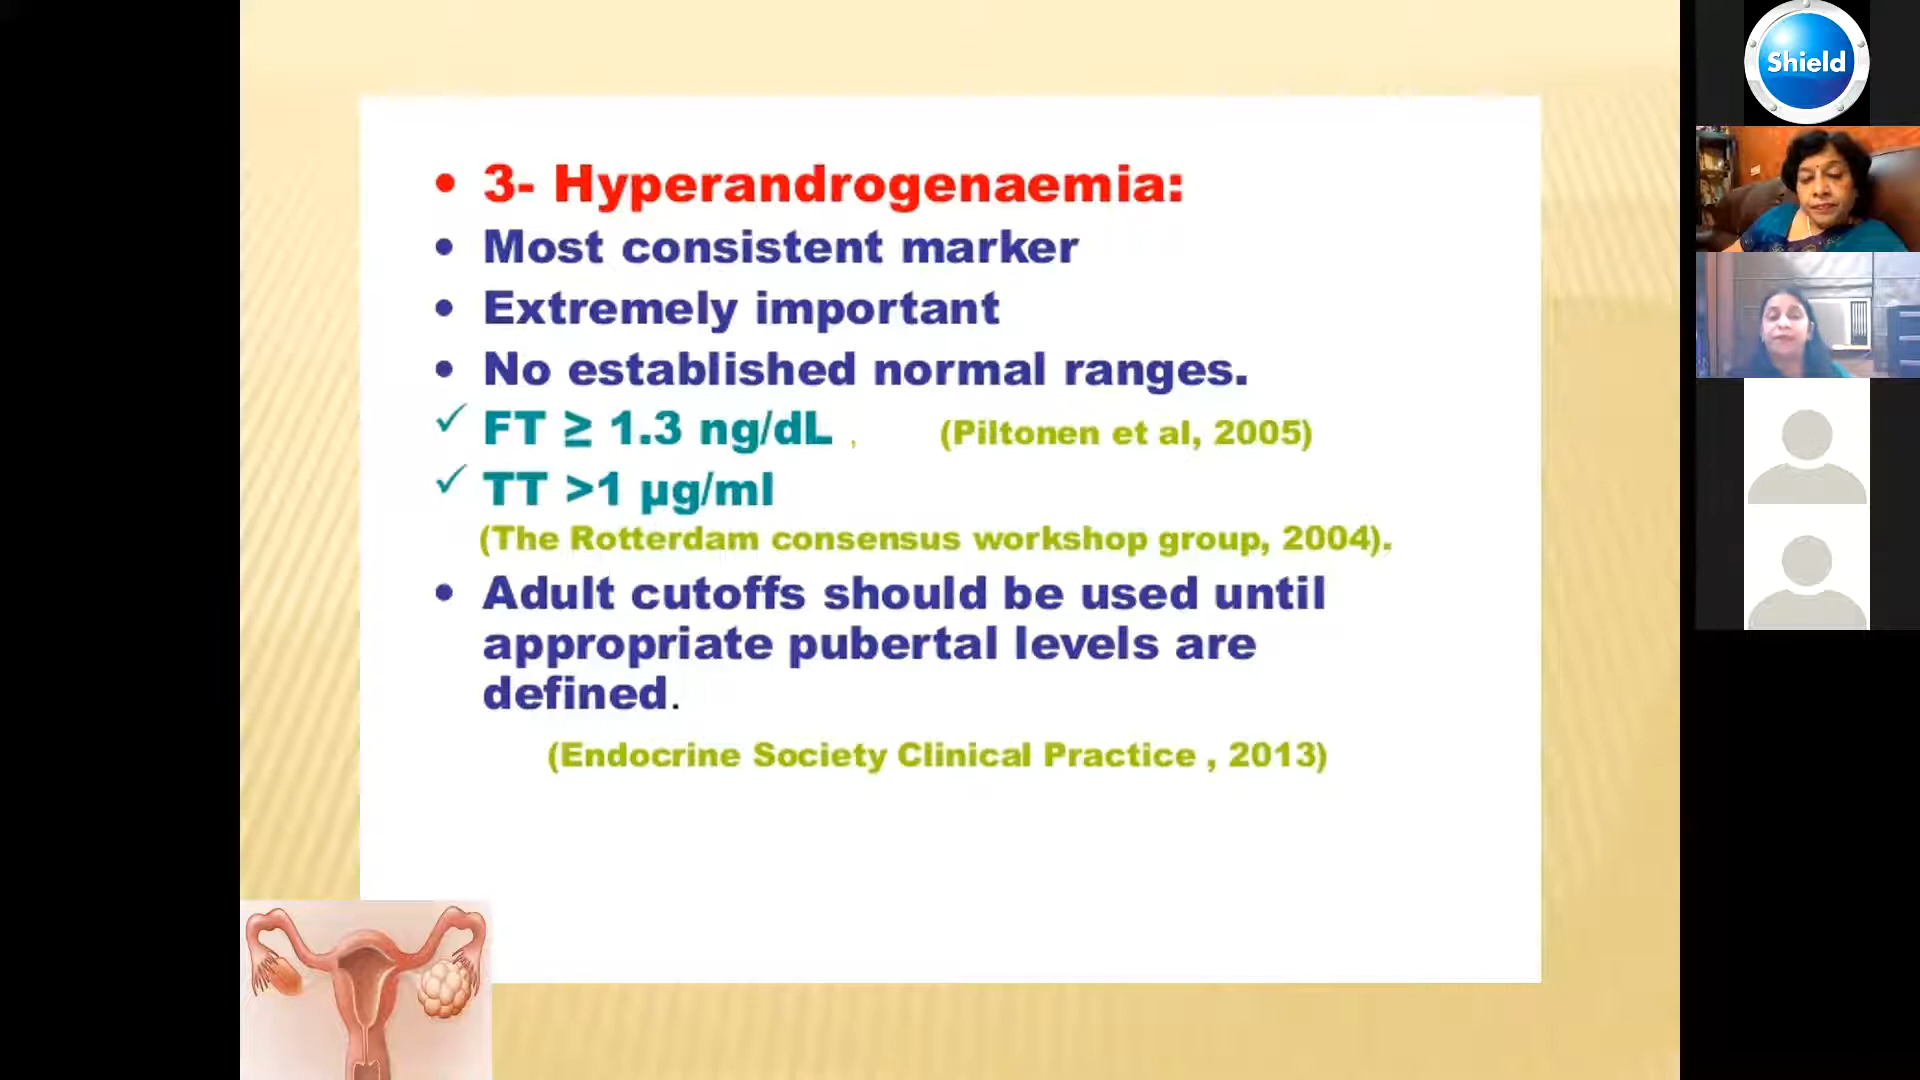 • 3- Hyperandrogenaemia:
• Most consistent marker
• Extremely important
• No established normal ranges.
✓ FT ≥ 1.3 ng/dL , (Piltonen et al, 2005)
✓ TT >1 µg/ml
(The Rotterdam consensus workshop group, 2004).
• Adult cutoffs should be used until
appropriate pubertal levels are
defined.
(Endocrine Society Clinical Practice , 2013)
Shield